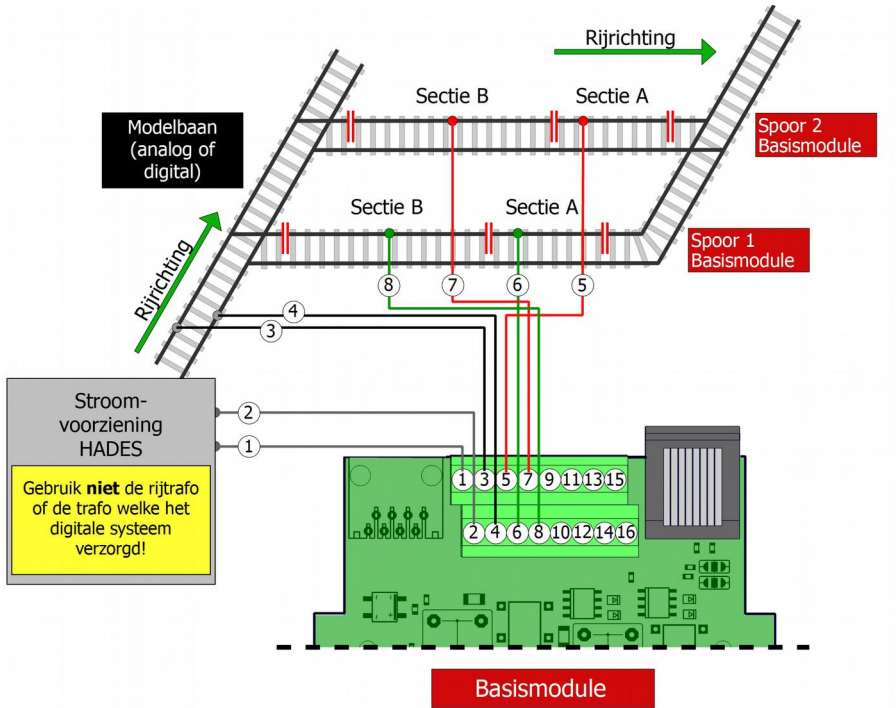 Rijrichting
Sectie B
Sectie A
Modelbaan
(analog of
digital)
Spoor 2
Basismodule
Sectie B
Sectie A
Spoor 1
Basismodule
Rijrichting
8
7
6
5
4
3
Stroom-
voorziening
HADES
2
1
Gebruik niet de rijtrafo
of de trafo welke het
digitale systeem
verzorgd!
1 3 5 7 9 11 13 15
2 4 6 8 10 12 14 16
Basismodule